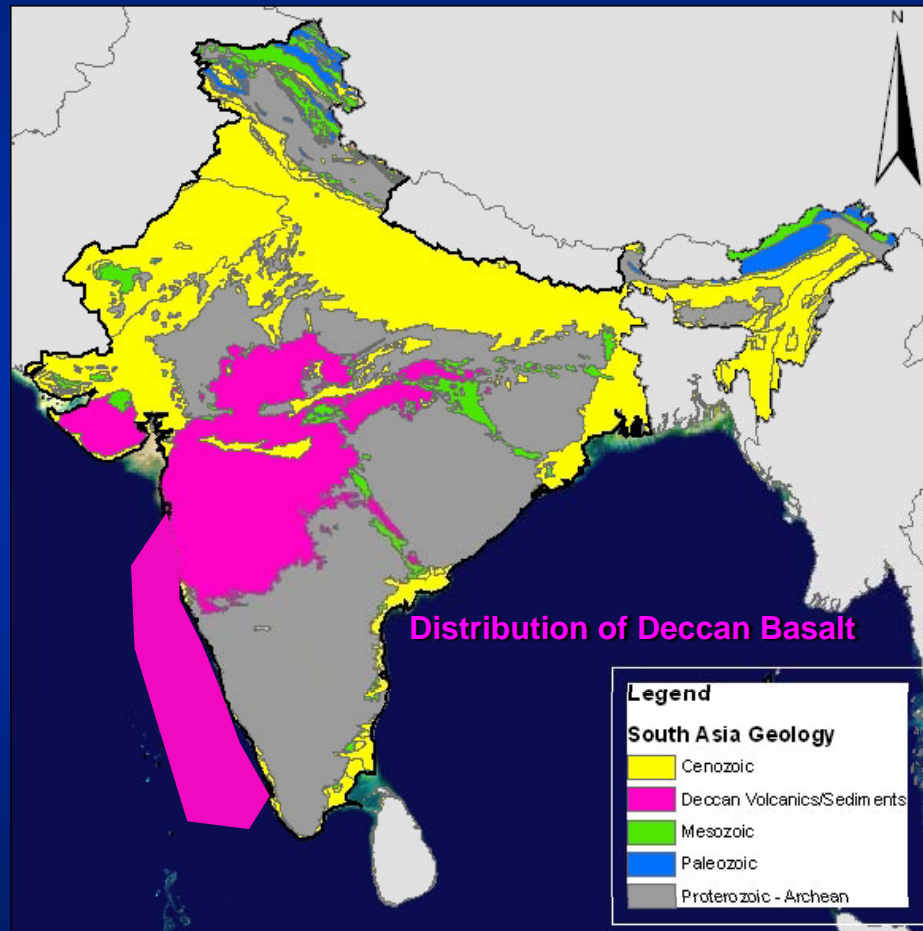 N
Distribution of Deccan Basalt
Legend
South Asia Geology
Cenozoic
Deccan Volcanics/Sediments
Mesozoic
Paleozoic
Proterozoic - Archean